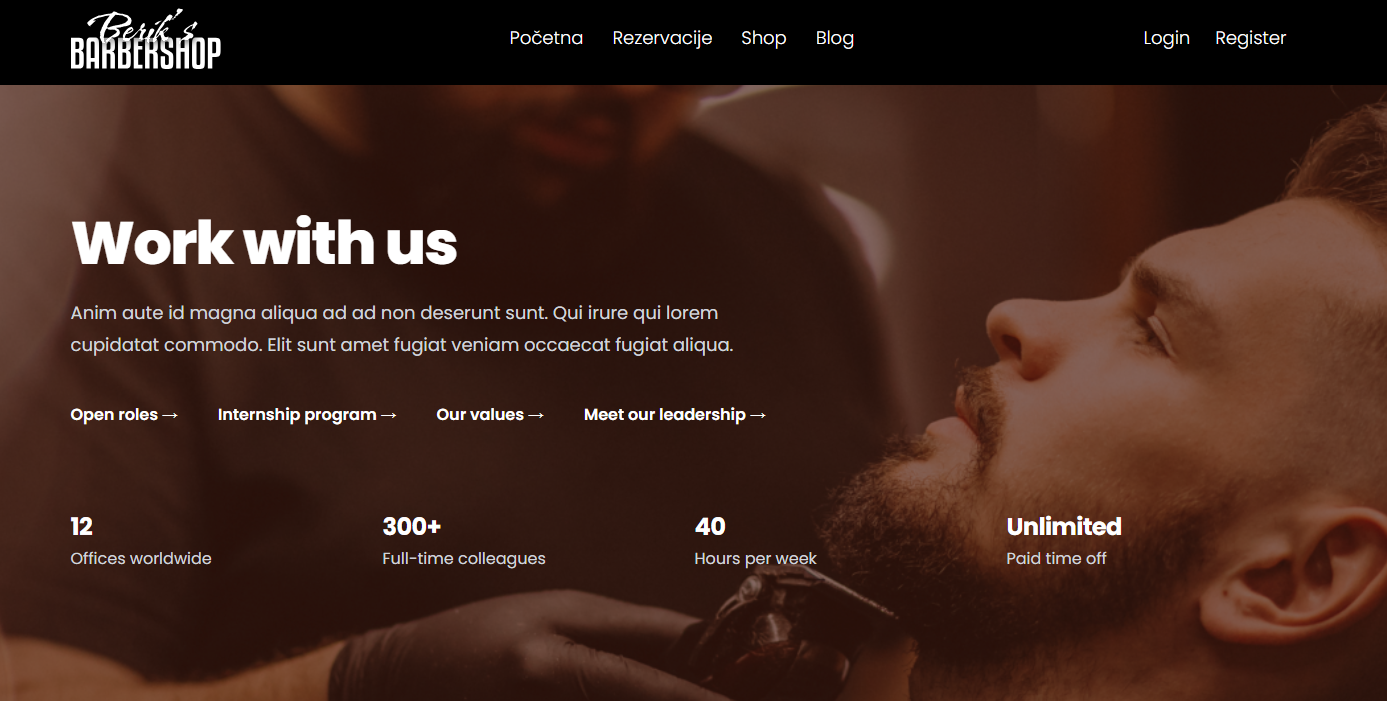 Berik's
BARBERSHOP
Početna Rezervacije Shop Blog
Login Register
Work with us
Anim aute id magna aliqua ad ad non deserunt sunt. Qui irure qui lorem
cupidatat commodo. Elit sunt amet fugiat veniam occaecat fugiat aliqua.
Open roles → Internship program → Our values → Meet our leadership →
12
Offices worldwide
300+
Full-time colleagues
40
Hours per week
Unlimited
Paid time off